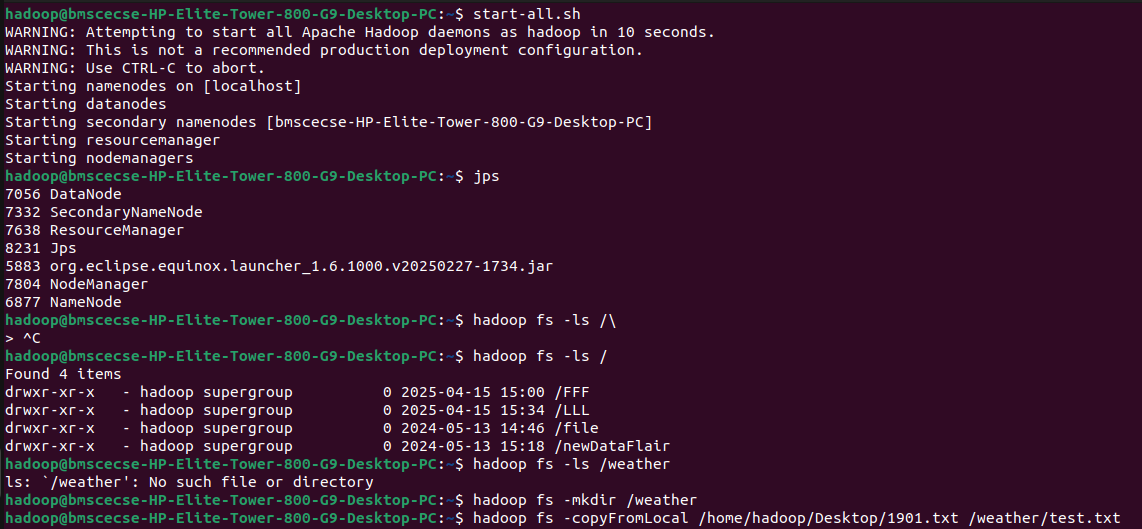 hadoop@bmscecse-HP-Elite-Tower-800-G9-Desktop-PC:~$ start-all.sh
WARNING: Attempting to start all Apache Hadoop daemons as hadoop in 10 seconds.
WARNING: This is not a recommended production deployment configuration.
WARNING: Use CTRL-C to abort.
Starting namenodes on [localhost]
Starting datanodes
Starting secondary namenodes [bmscecse-HP-Elite-Tower-800-G9-Desktop-PC]
Starting resourcemanager
Starting nodemanagers
hadoop@bmscecse-HP-Elite-Tower-800-G9-Desktop-PC:~$ jps
7056 DataNode
7332 SecondaryNameNode
7638 ResourceManager
8231 Jps
5883 org.eclipse.equinox.launcher_1.6.1000.v20250227-1734.jar
7804 NodeManager
6877 NameNode
hadoop@bmscecse-HP-Elite-Tower-800-G9-Desktop-PC:~$ hadoop fs -ls /\
> ^C
hadoop@bmscecse-HP-Elite-Tower-800-G9-Desktop-PC:~$ hadoop fs -ls /
Found 4 items
drwxr-xr-x   - hadoop supergroup          0 2025-04-15 15:00 /FFF
drwxr-xr-x   - hadoop supergroup          0 2025-04-15 15:34 /LLL
drwxr-xr-x   - hadoop supergroup          0 2024-05-13 14:46 /file
drwxr-xr-x   - hadoop supergroup          0 2024-05-13 15:18 /newDataFlair
hadoop@bmscecse-HP-Elite-Tower-800-G9-Desktop-PC:~$ hadoop fs -ls /weather
ls: `/weather': No such file or directory
hadoop@bmscecse-HP-Elite-Tower-800-G9-Desktop-PC:~$ hadoop fs -mkdir /weather
hadoop@bmscecse-HP-Elite-Tower-800-G9-Desktop-PC:~$ hadoop fs -copyFromLocal /home/hadoop/Desktop/1901.txt /weather/test.txt